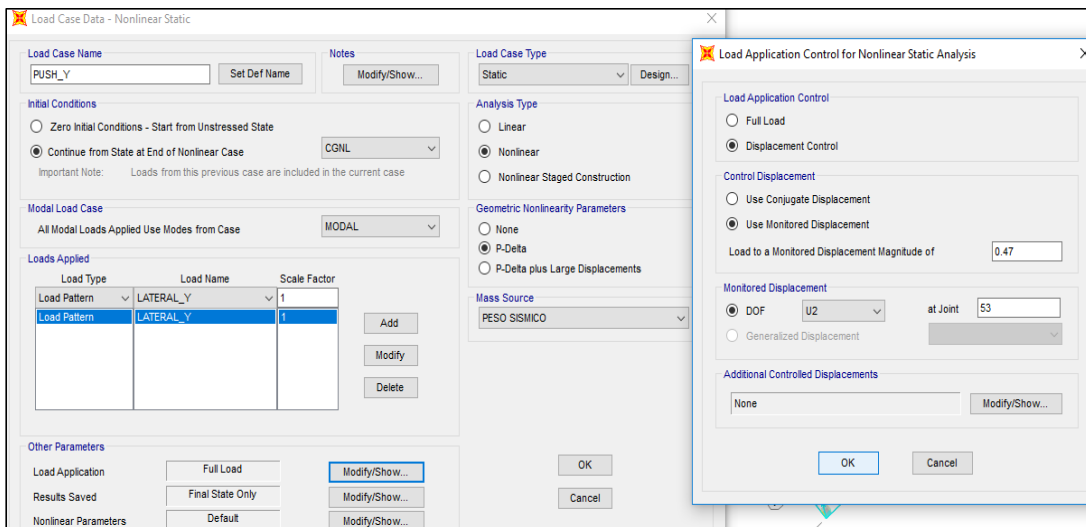 Load Case Data - Nonlinear Static
Load Case Name
PUSH_Y
Set Def Name
Notes
Modify/Show...
Load Case Type
Static
Design...
Initial Conditions
Zero Initial Conditions - Start from Unstressed State
Continue from State at End of Nonlinear Case
CGNL
Important Note: Loads from this previous case are included in the current case
Analysis Type
Linear
Nonlinear
Nonlinear Staged Construction
Modal Load Case
All Modal Loads Applied Use Modes from Case
MODAL
Geometric Nonlinearity Parameters
None
P-Delta
P-Delta plus Large Displacements
Loads Applied
Load Type Load Name Scale Factor
Load Pattern LATERAL_Y 1
Load Pattern LATERAL_Y 1
Add
Modify
Delete
Mass Source
PESO SISMICO
Other Parameters
Load Application Full Load Modify/Show...
Results Saved Final State Only Modify/Show...
Nonlinear Parameters Default Modify/Show...
OK
Cancel
Load Application Control for Nonlinear Static Analysis
Load Application Control
Full Load
Displacement Control
Control Displacement
Use Conjugate Displacement
Use Monitored Displacement
Load to a Monitored Displacement Magnitude of 0.47
Monitored Displacement
DOF U2 at Joint 53
Generalized Displacement
Additional Controlled Displacements
None Modify/Show...
OK Cancel